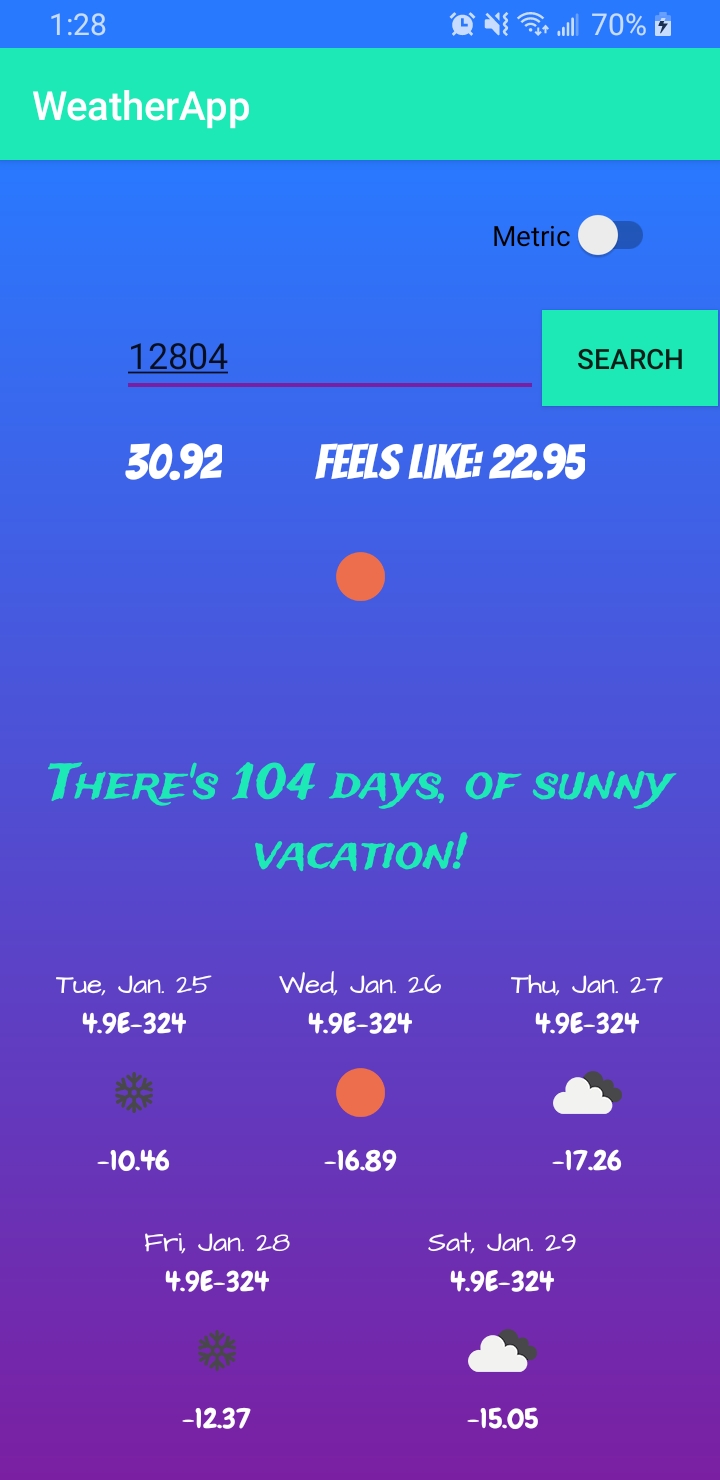 1:28 70%
WeatherApp
Metric
12804 SEARCH
30.92 FEELS LIKE: 22.95
There's 104 days, of sunny
vacation!
Tue, Jan. 25 Wed, Jan. 26 Thu, Jan. 27
4.9E-324 4.9E-324 4.9E-324
-10.46 -16.89 -17.26
Fri, Jan. 28 Sat, Jan. 29
4.9E-324 4.9E-324
-12.37 -15.05